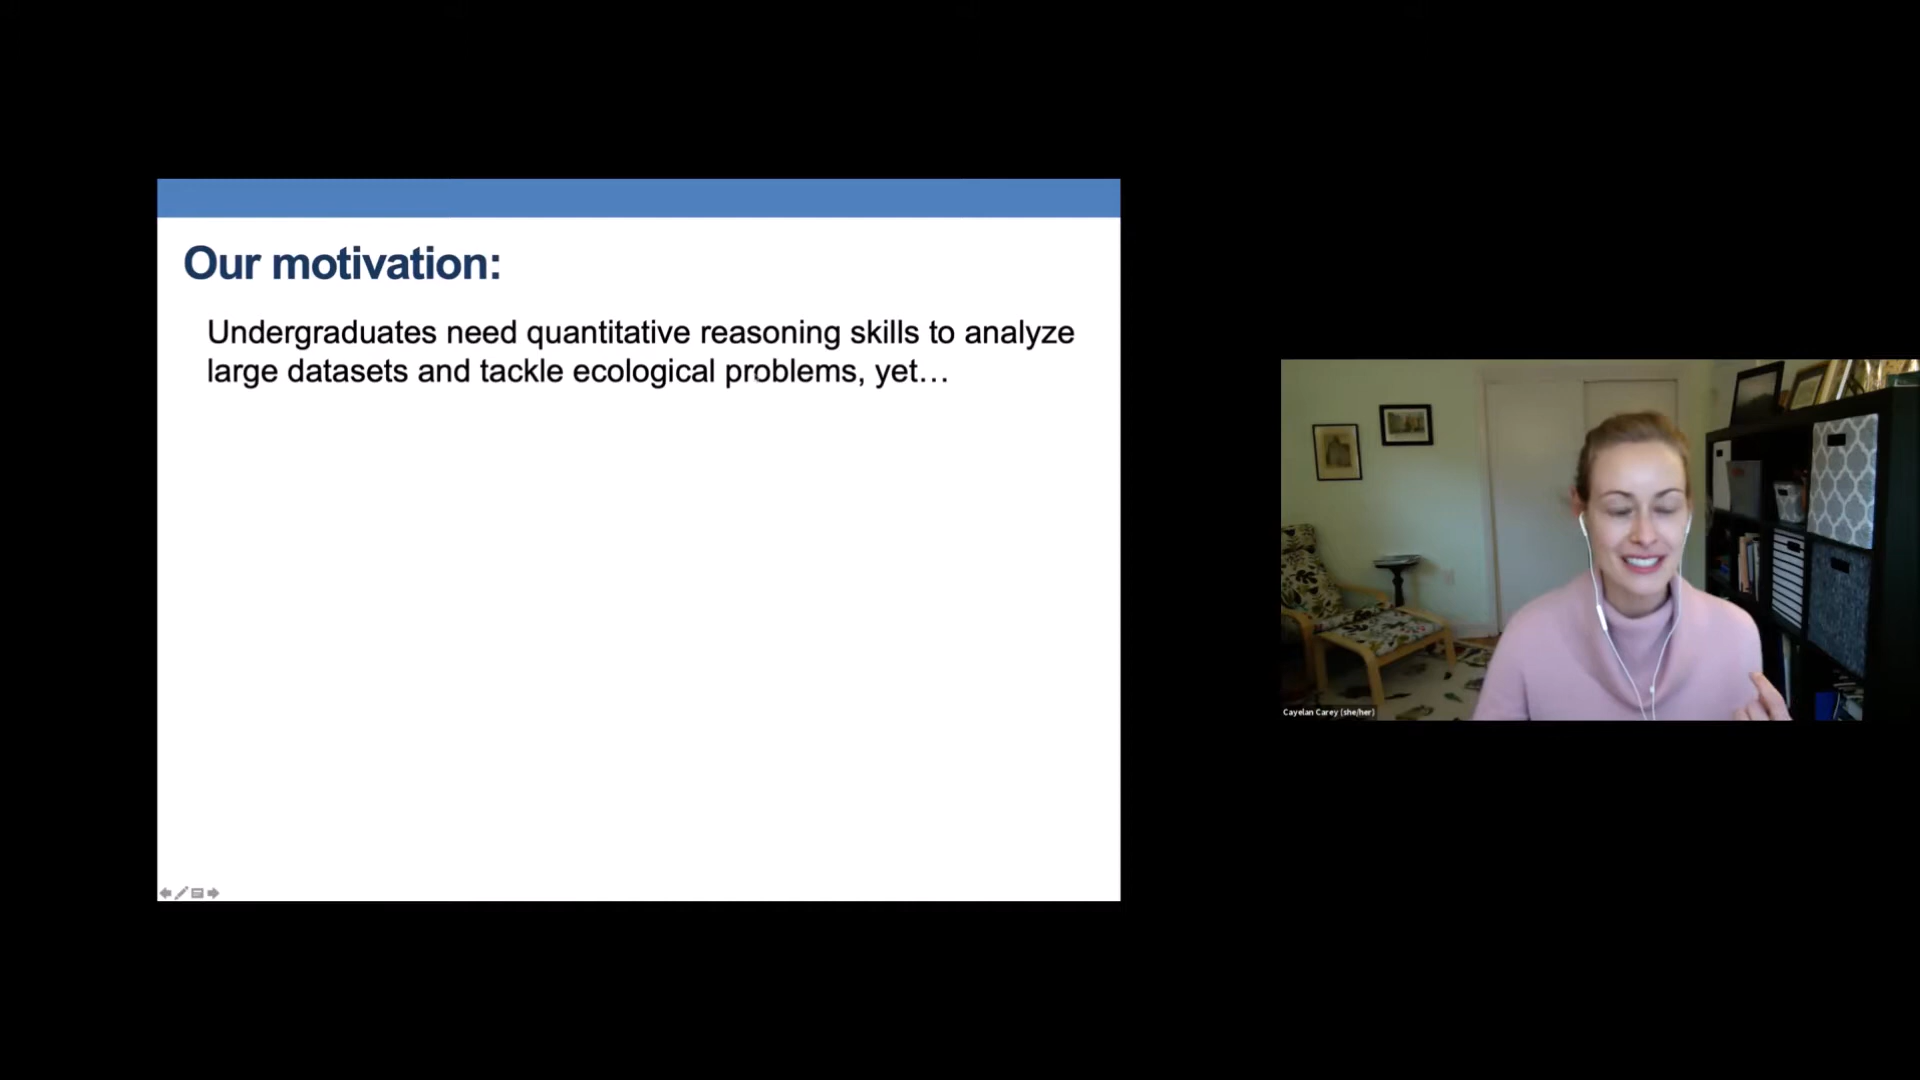 Our motivation:
Undergraduates need quantitative reasoning skills to analyze
large datasets and tackle ecological problems, yet…
Cayelan Carey (she/her)